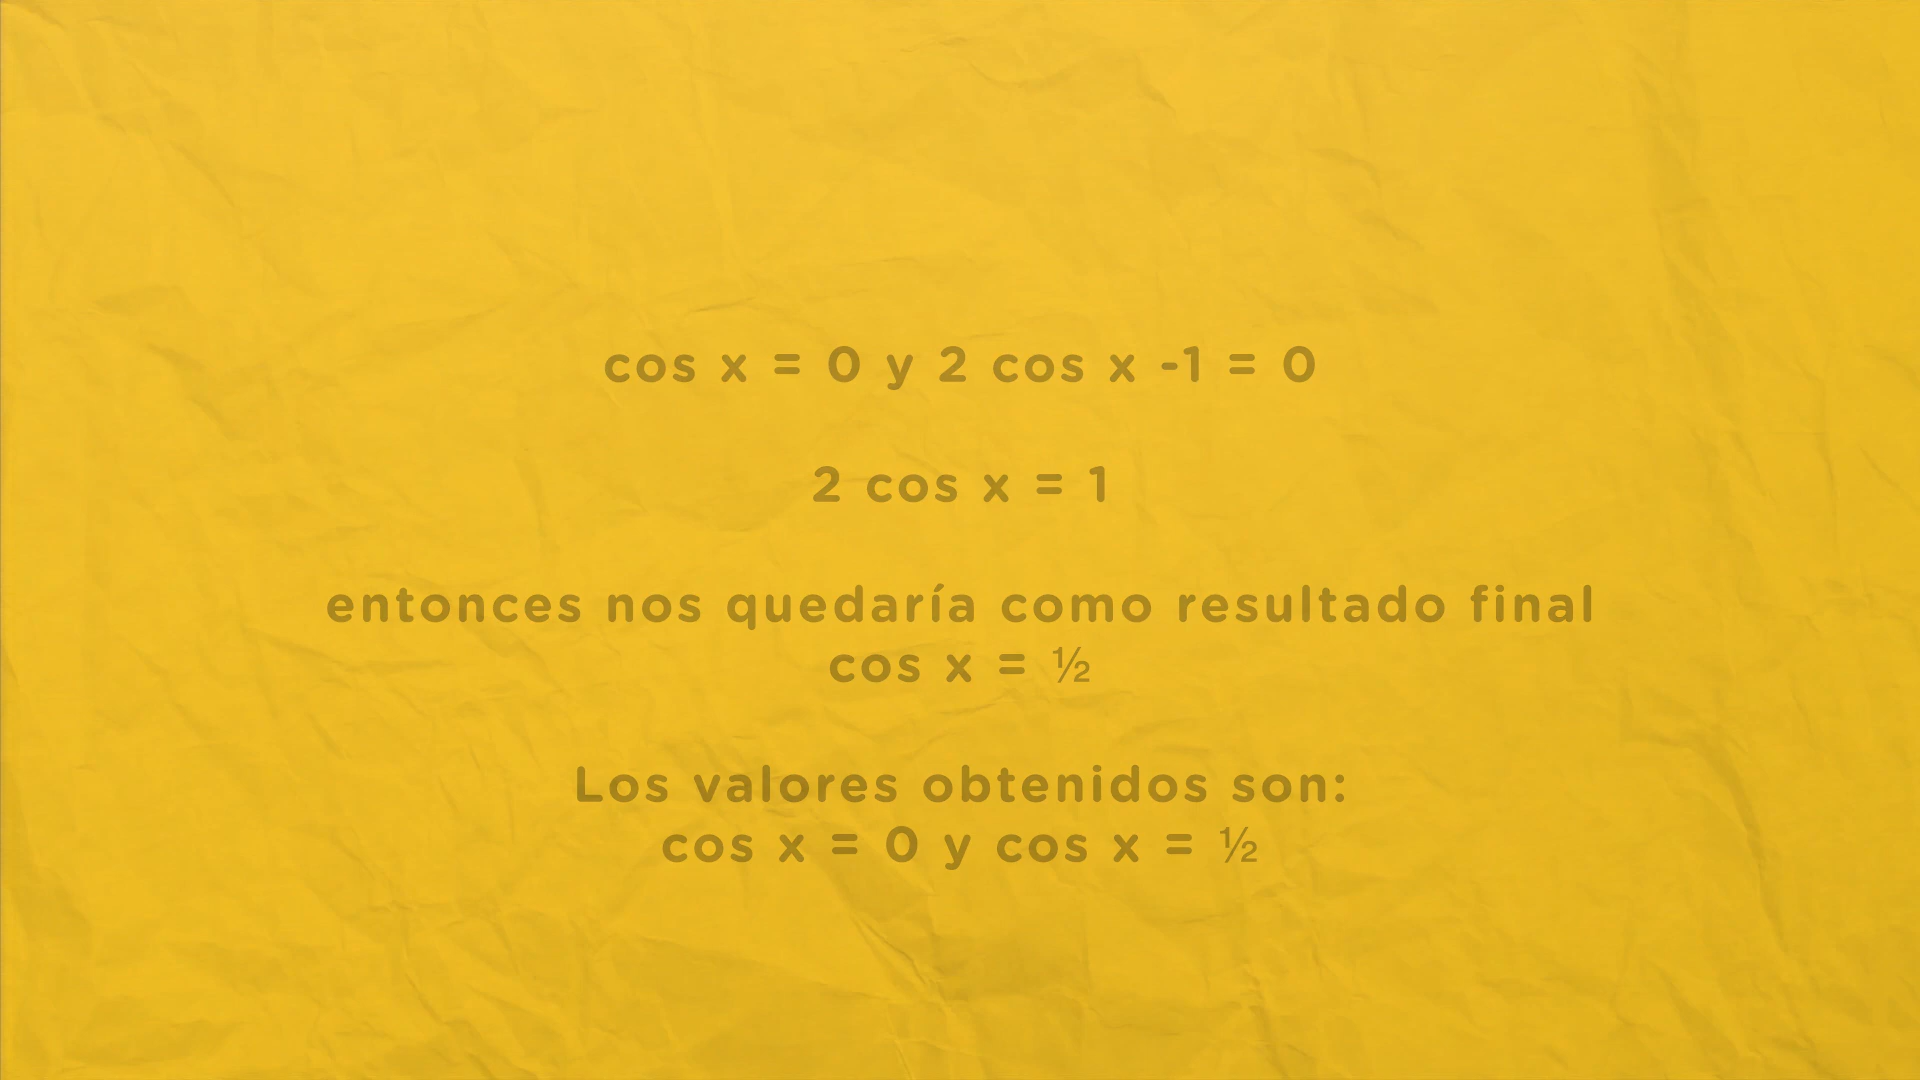 cos x = 0 y 2 cos x -1 = 0
2 cos x = 1
entonces nos quedaría como resultado final
cos x = ½
Los valores obtenidos son:
cos x = 0 y cos x = ½